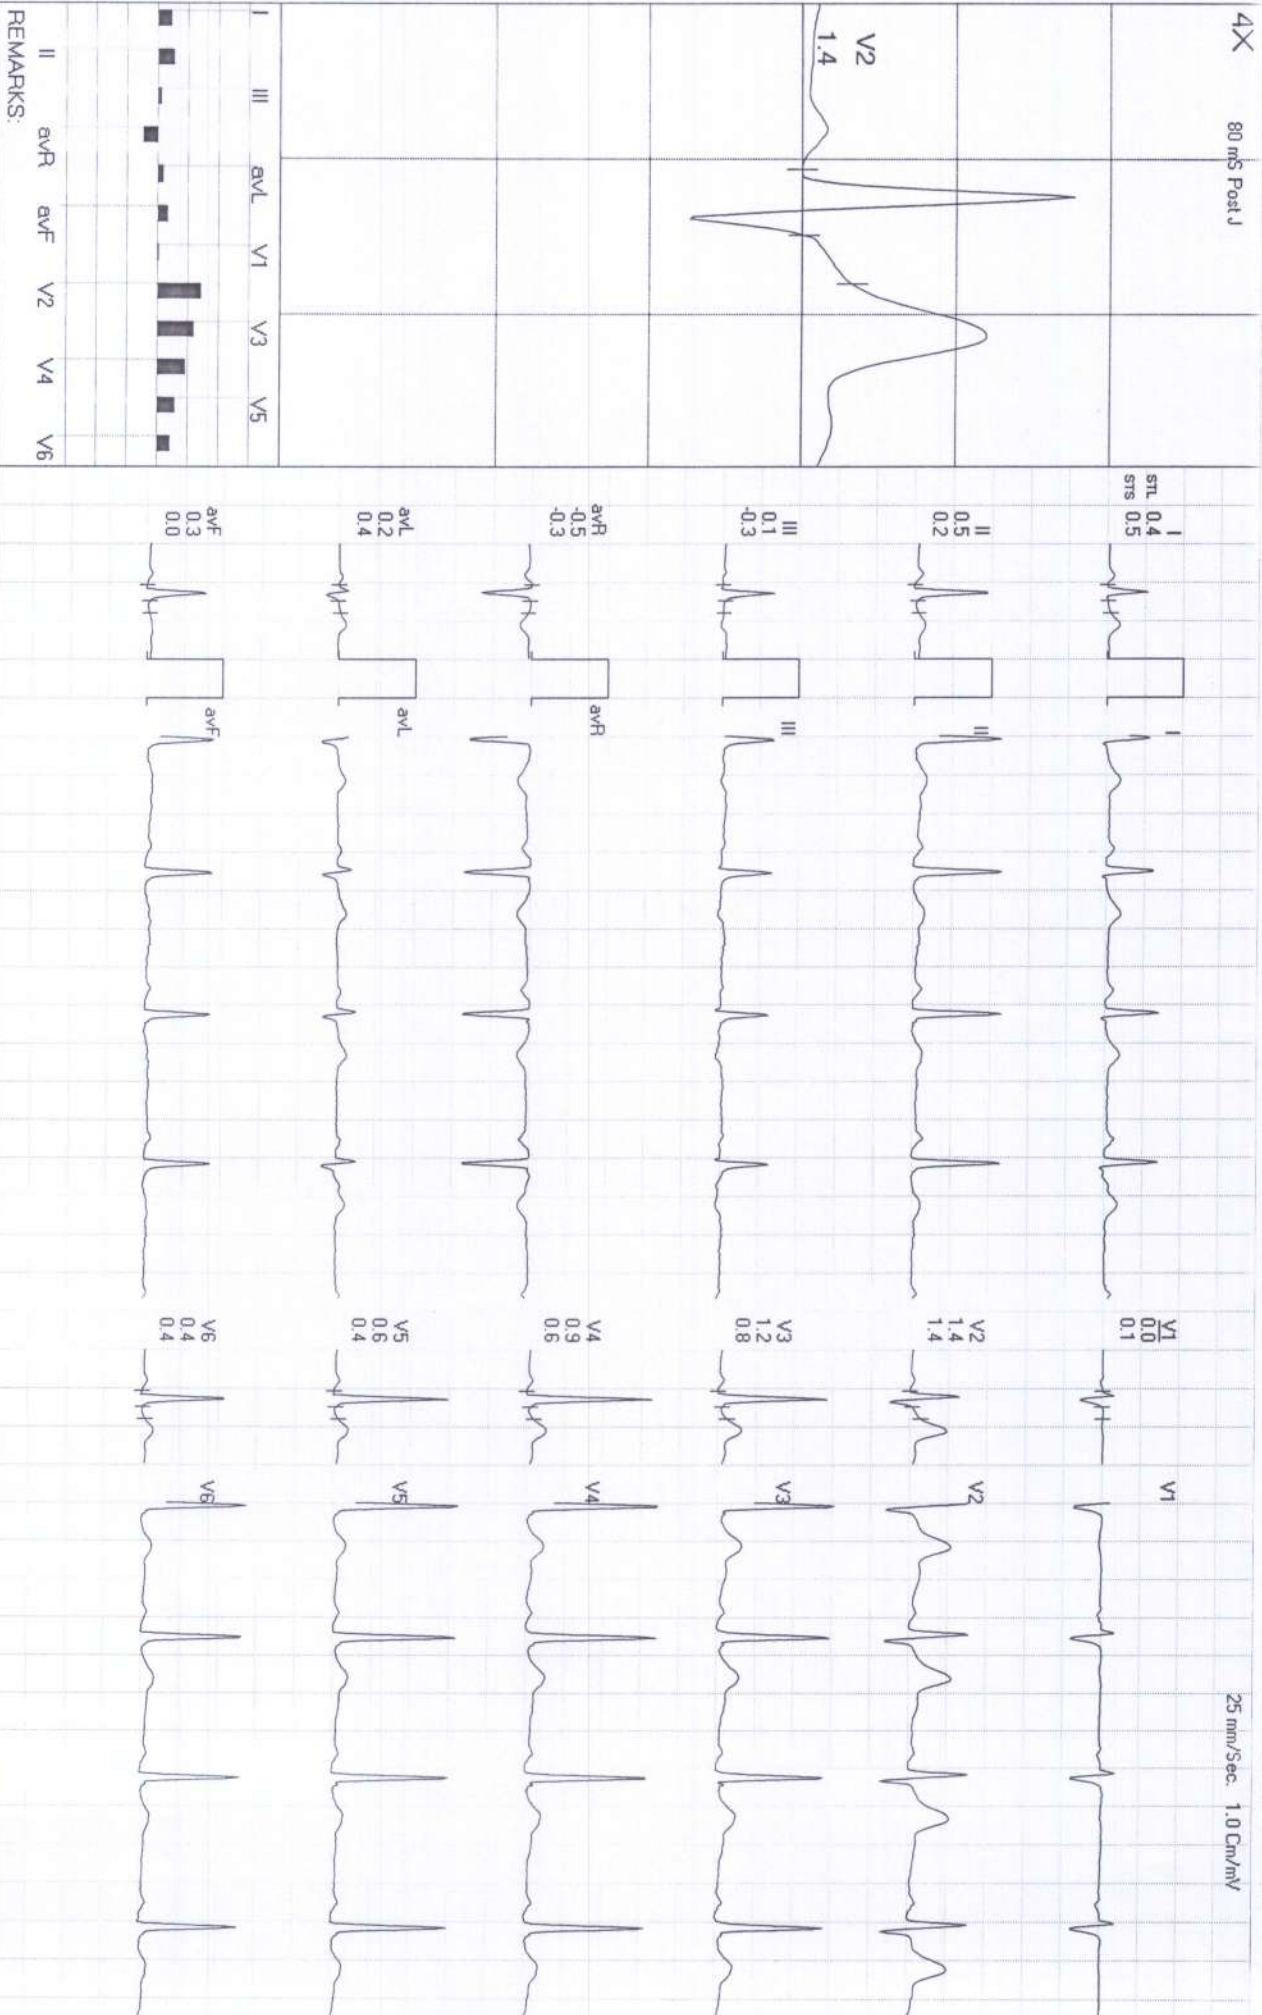 4X
80 mS Post J
25 mm/Sec. 1.0 Cm/mV
V2
1.4
I
STL 0.4
STS 0.5
I
II
0.5
0.2
II
III
0.1
-0.3
III
avR
-0.5
-0.3
avR
avL
0.2
0.4
avL
avF
0.3
0.0
avF
V1
0.0
0.1
V1
V2
1.4
1.4
V2
V3
1.2
0.8
V3
V4
0.9
0.6
V4
V5
0.6
0.4
V5
V6
0.4
0.4
V6
I III avL V1 V3 V5
II avR avF V2 V4 V6
REMARKS: